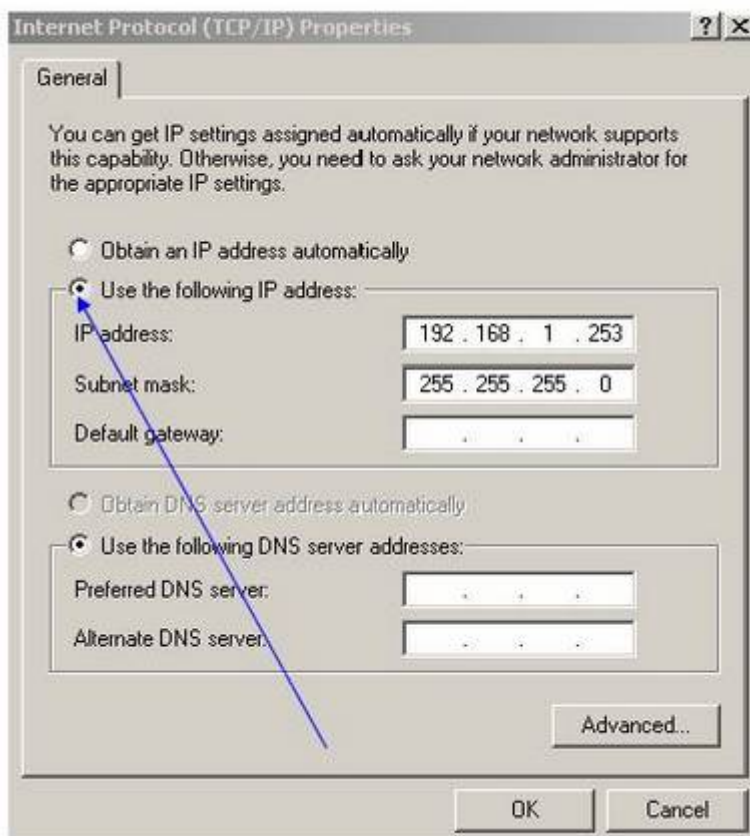 Internet Protocol (TCP/IP) Properties
General
You can get IP settings assigned automatically if your network supports
this capability. Otherwise, you need to ask your network administrator for
the appropriate IP settings.
Obtain an IP address automatically
Use the following IP address:
IP address: 192 . 168 . 1 . 253
Subnet mask: 255 . 255 . 255 . 0
Default gateway: . . .
Obtain DNS server address automatically
Use the following DNS server addresses:
Preferred DNS server: . . .
Alternate DNS server: . . .
Advanced...
OK Cancel